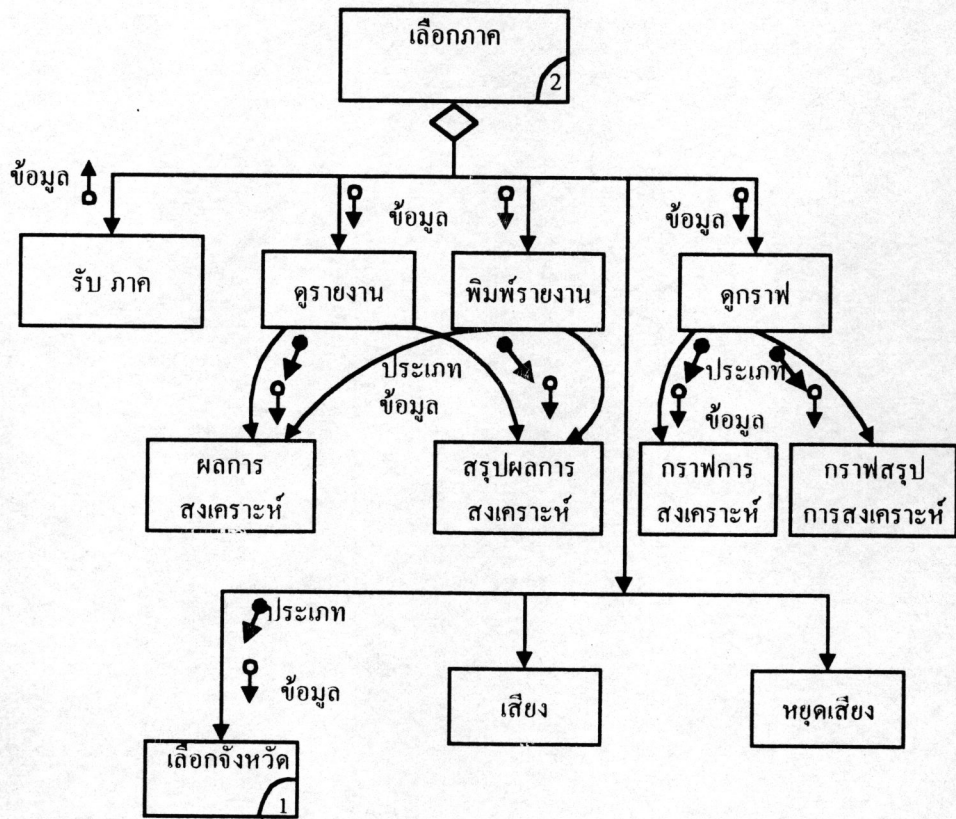 เลือกภาค
2
ข้อมูล
ข้อมูล
ข้อมูล
รับ ภาค
ดูรายงาน
พิมพ์รายงาน
ดูกราฟ
ประเภท
ข้อมูล
ประเภท
ข้อมูล
ผลการ
สงเคราะห์
สรุปผลการ
สงเคราะห์
กราฟการ
สงเคราะห์
กราฟสรุป
การสงเคราะห์
ประเภท
ข้อมูล
เสียง
หยุดเสียง
เลือกจังหวัด
1